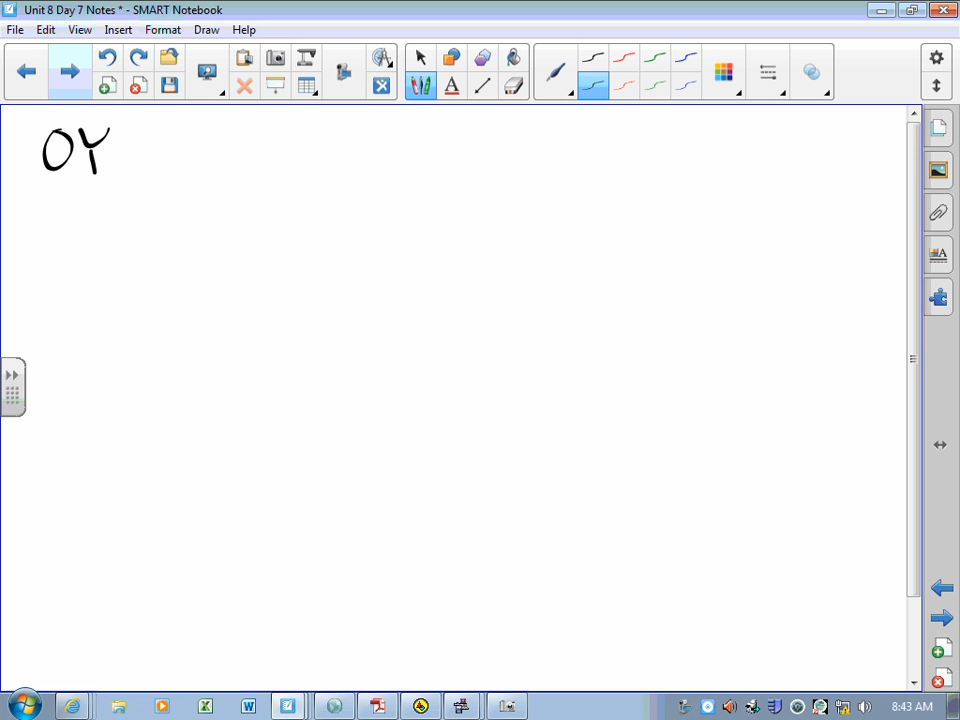 Unit 8 Day 7 Notes * - SMART Notebook
File Edit View Insert Format Draw Help
OY
8:43 AM